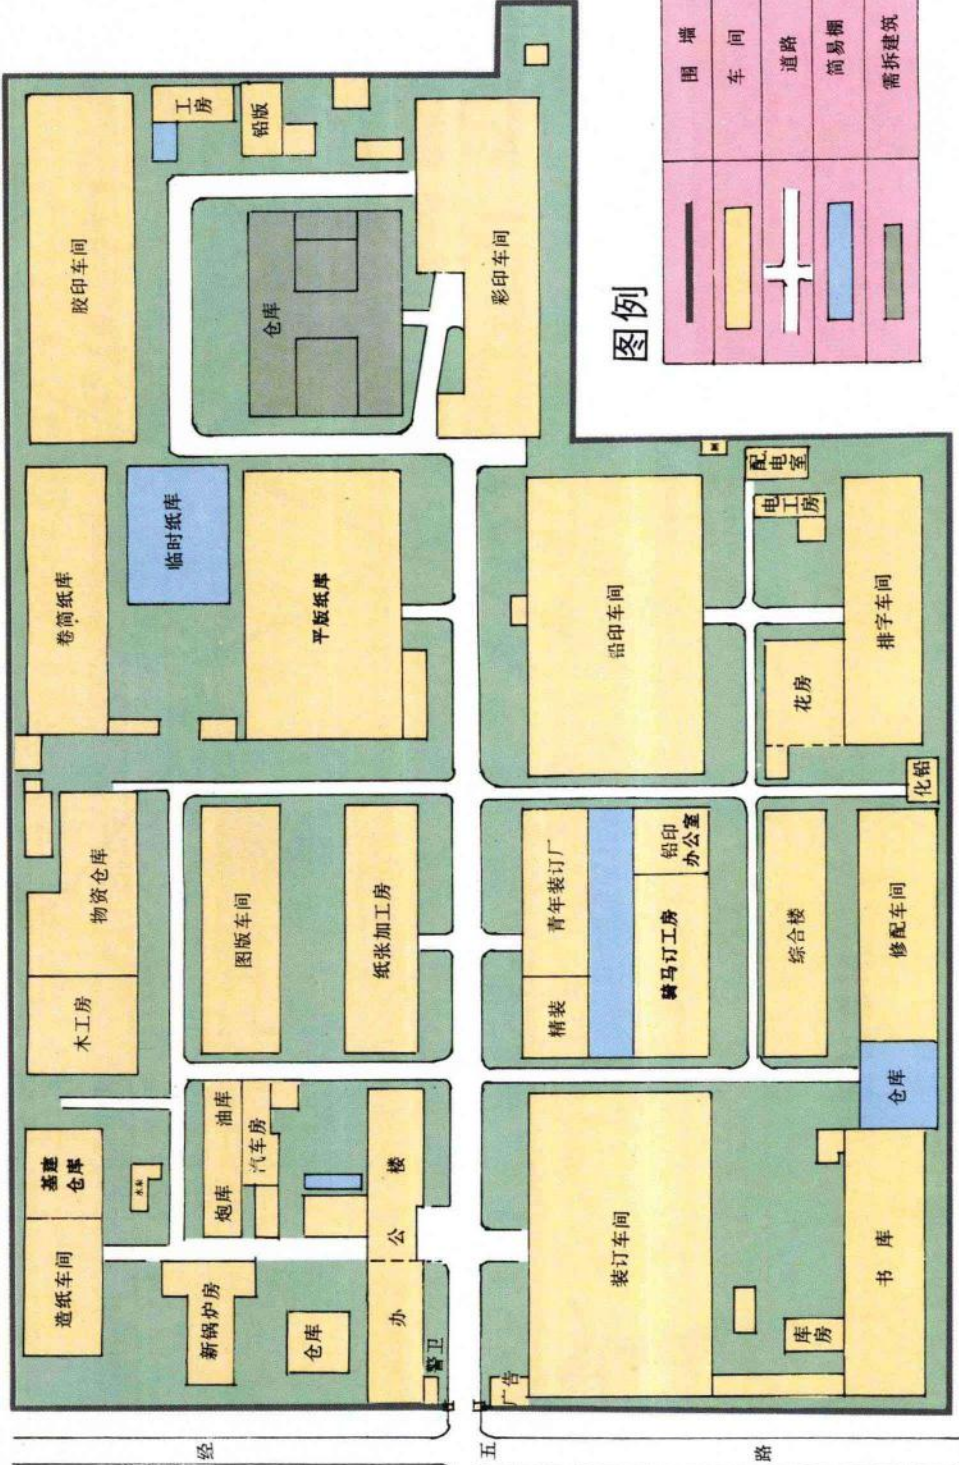 经五路
造纸车间
基建
仓库
木工房
物资仓库
卷筒纸库
胶印车间
新锅炉房
炮库
油库
汽车房
图版车间
临时纸库
工房
铅版
仓库
仓库
办公楼
纸张加工房
平版纸库
警卫
广告
彩印车间
装订车间
精装
青年装订厂
铅印车间
骑马订工房
铅印
办公室
综合楼
花房
电工房
配电室
库房
书库
仓库
修配车间
化铅
排字车间
图例
围墙
车间
道路
简易棚
需拆建筑